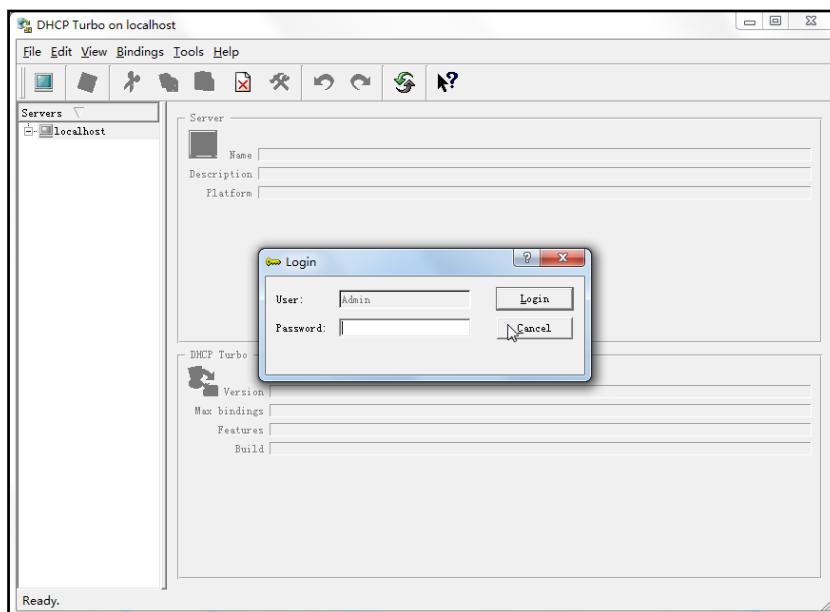 DHCP Turbo on localhost
File Edit View Bindings Tools Help
Servers
localhost
Server
Name
Description
Platform
Login
User: Admin Login
Password: Cancel
DHCP Turbo
Version
Max bindings
Features
Build
Ready.